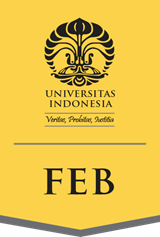 UNIVERSITAS
INDONESIA
Veritas, Probitas, Iustitia
FEB